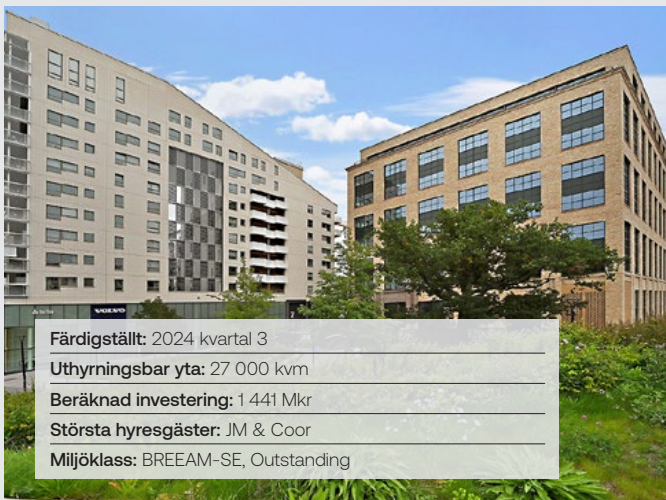 VOLVO
Färdigställt: 2024 kvartal 3
Uthyrningsbar yta: 27 000 kvm
Beräknad investering: 1 441 Mkr
Största hyresgäster: JM & Coor
Miljöklass: BREEAM-SE, Outstanding